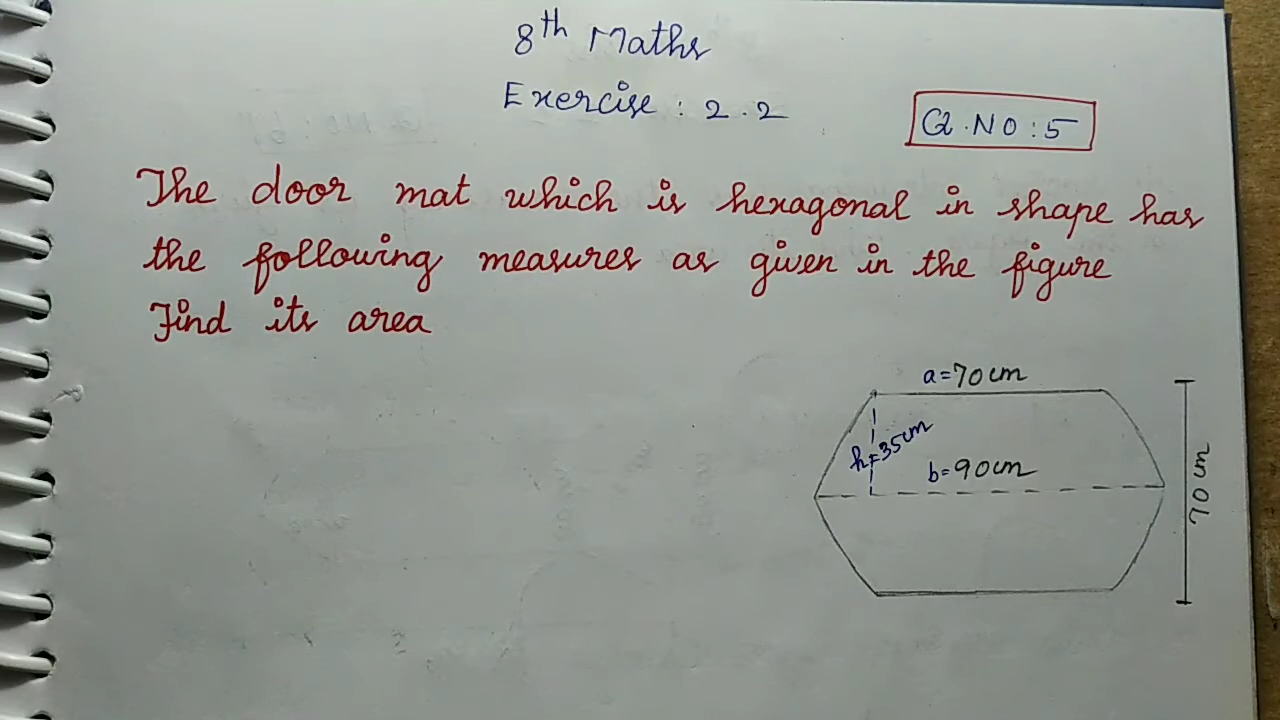 8th Maths
Exercise : 2.2
Q.NO:5
The door mat which is hexagonal in shape has
the following measures as given in the figure
Find its area
a=70cm
h=35cm
b=90cm
70cm